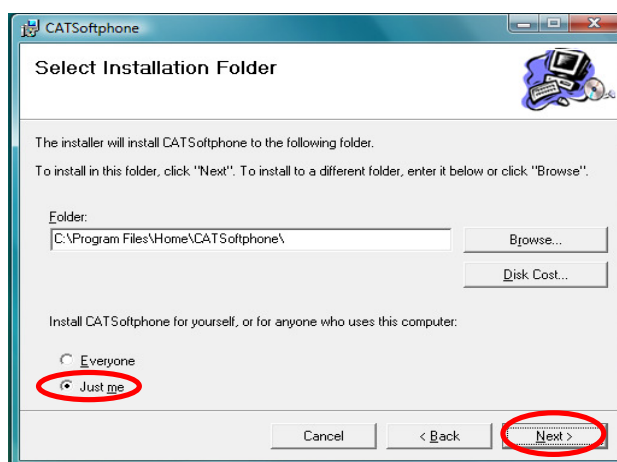 CATSoftphone
Select Installation Folder
The installer will install CATSoftphone to the following folder.
To install in this folder, click "Next". To install to a different folder, enter it below or click "Browse".
Folder:
C:\Program Files\Home\CATSoftphone\
Browse...
Disk Cost...
Install CATSoftphone for yourself, or for anyone who uses this computer:
Everyone
Just me
Cancel < Back Next >